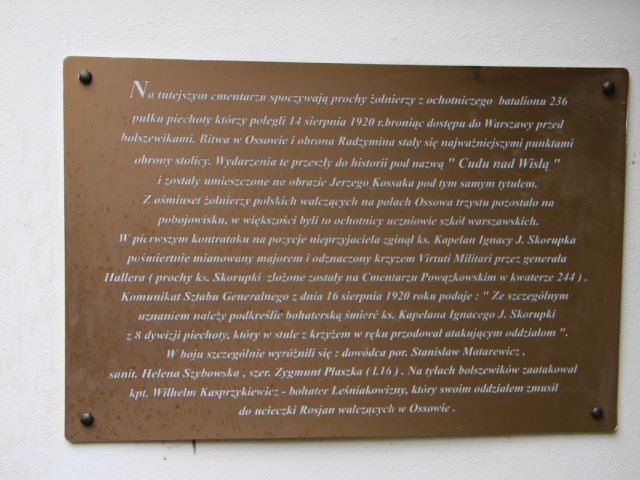 Na tutejszym cmentarzu spoczywają prochy żołnierzy z ochotniczego batalionu 236
pułku piechoty którzy polegli 14 sierpnia 1920 r.broniąc dostępu do Warszawy przed
bolszewikami. Bitwa w Ossowie i obrona Radzymina stały się najważniejszymi punktami
obrony stolicy. Wydarzenia te przeszły do historii pod nazwą " Cudu nad Wisłą "
i zostały umieszczone na obrazie Jerzego Kossaka pod tym samym tytułem.
Z ośmiuset żołnierzy polskich walczących na polach Ossowa trzystu pozostało na
pobojowisku, w większości byli to ochotnicy uczniowie szkół warszawskich.
W pierwszym kontrataku na pozycje nieprzyjaciela zginął ks. Kapelan Ignacy J. Skorupka
pośmiertnie mianowany majorem i odznaczony krzyżem Virtuti Militari przez generała
Hallera ( prochy ks. Skorupki złożone zostały na Cmentarzu Powązkowskim w kwaterze 244 ) .
Komunikat Sztabu Generalnego z dnia 16 sierpnia 1920 roku podaje : " Ze szczególnym
uznaniem należy podkreślić bohaterską śmierć ks. Kapelana Ignacego J. Skorupki
z 8 dywizji piechoty, który w stule z krzyżem w ręku przodował atakującym oddziałom ".
W boju szczególnie wyróżnili się : dowódca por. Stanisław Matarewicz ,
sanit. Helena Szybowska , szer. Zygmunt Płaszka ( l.16 ) . Na tyłach bolszewików zaatakował
kpt. Wilhelm Kasprzykiewicz - bohater Leśniakowizny, który swoim oddziałem zmusił
do ucieczki Rosjan walczących w Ossowie .